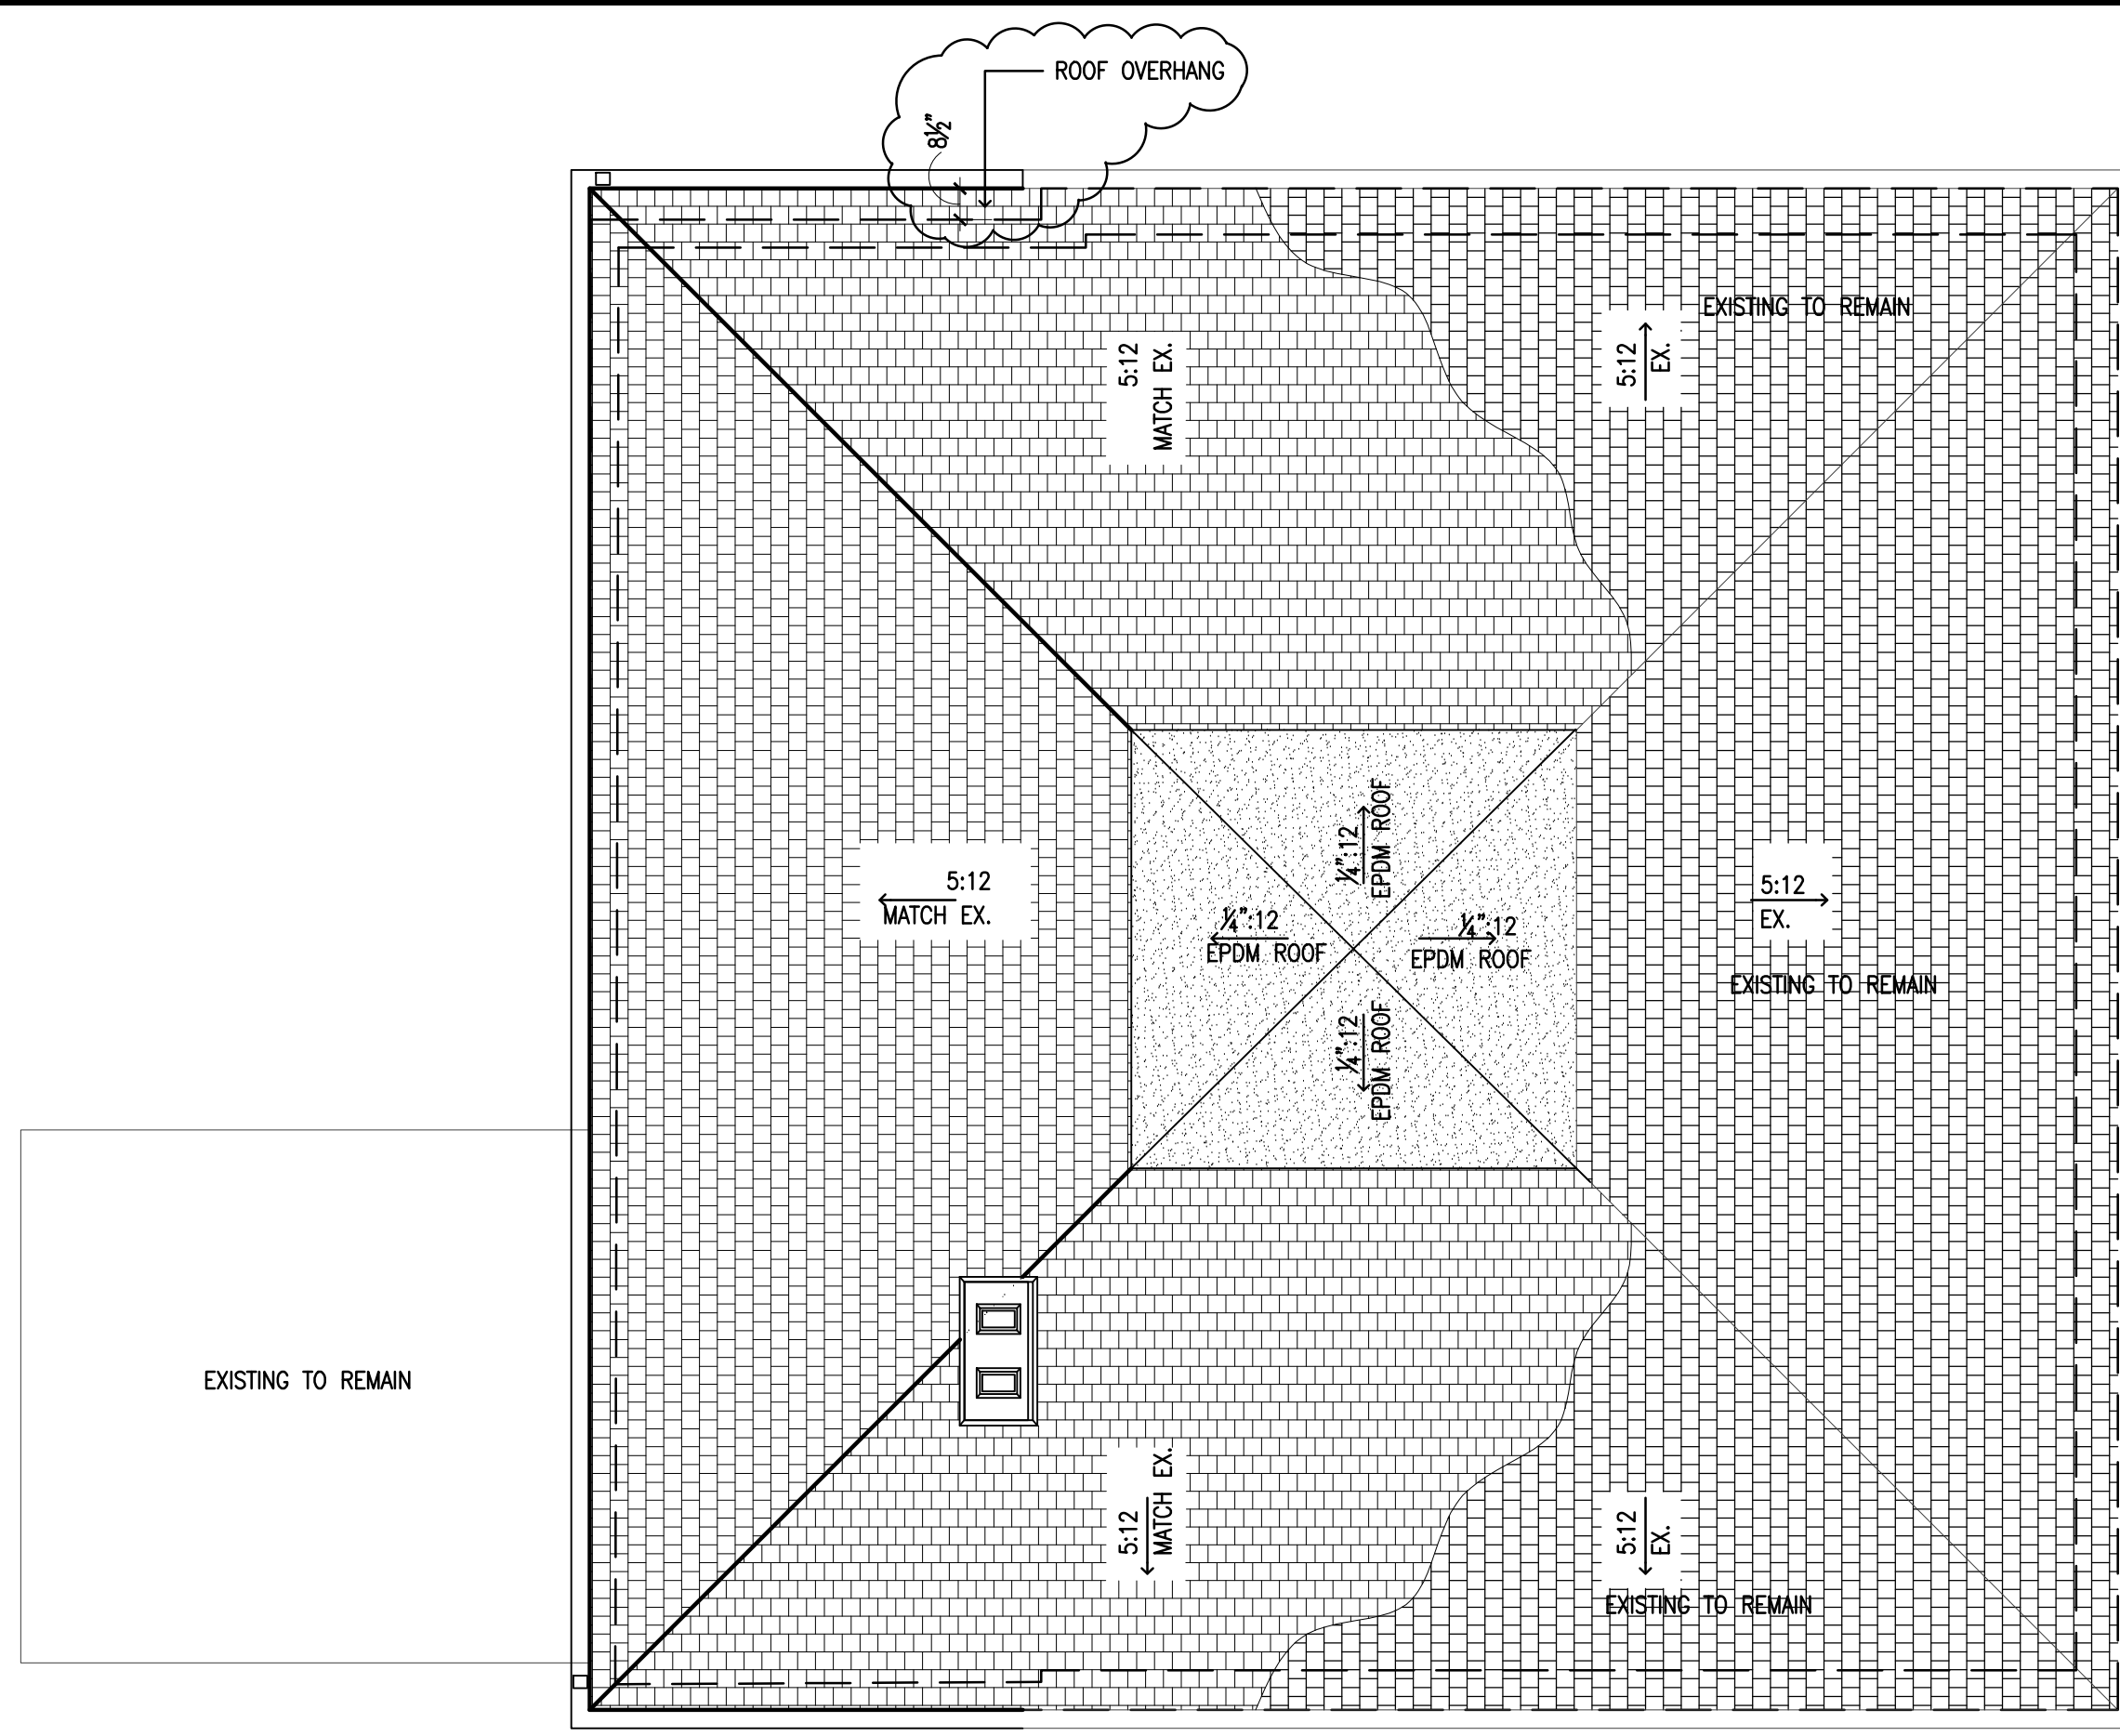 ROOF OVERHANG
8½"
EXISTING TO REMAIN
5:12
MATCH EX.
5:12
EX.
¼":12
EPDM ROOF
5:12
MATCH EX.
¼":12
EPDM ROOF
¼":12
EPDM ROOF
5:12
EX.
EXISTING TO REMAIN
¼":12
EPDM ROOF
EXISTING TO REMAIN
5:12
MATCH EX.
5:12
EX.
EXISTING TO REMAIN